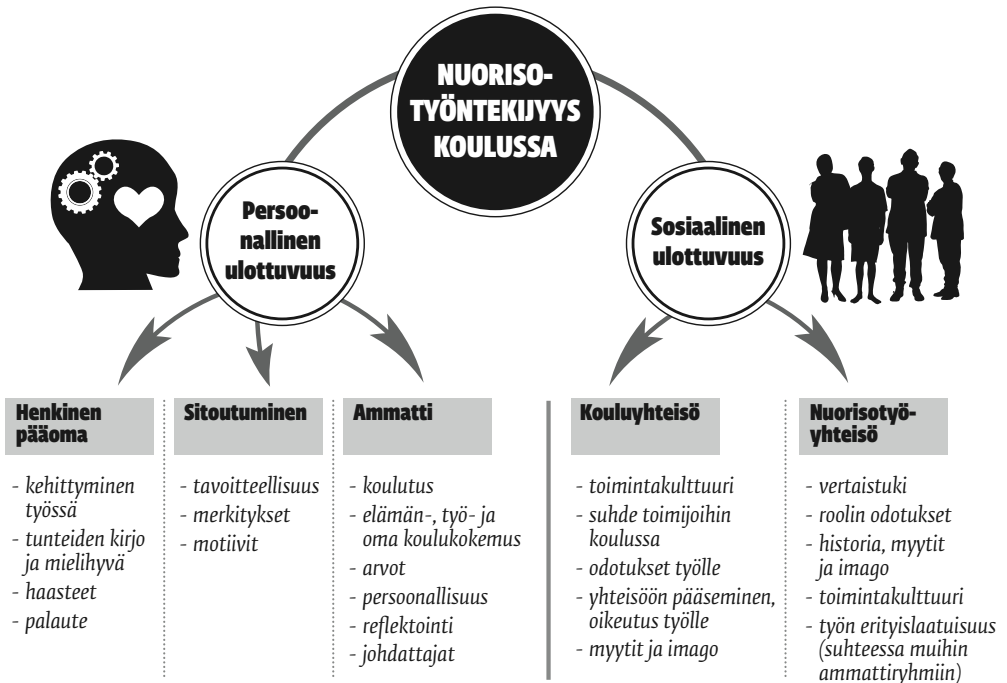 NUORISO-
TYÖNTEKIJYYS
KOULUSSA
Persoo-
nallinen
ulottuvuus
Sosiaalinen
ulottuvuus
Henkinen
pääoma
- kehittyminen
työssä
- tunteiden kirjo
ja mielihyvä
- haasteet
- palaute
Sitoutuminen
- tavoitteellisuus
- merkitykset
- motiivit
Ammatti
- koulutus
- elämän-, työ- ja
oma koulukokemus
- arvot
- persoonallisuus
- reflektointi
- johdattajat
Kouluyhteisö
- toimintakulttuuri
- suhde toimijoihin
koulussa
- odotukset työlle
- yhteisöön pääseminen,
oikeutus työlle
- myytit ja imago
Nuorisotyö-
yhteisö
- vertaistuki
- roolin odotukset
- historia, myytit
ja imago
- toimintakulttuuri
- työn erityislaatuisuus
(suhteessa muihin
ammattiryhmiin)